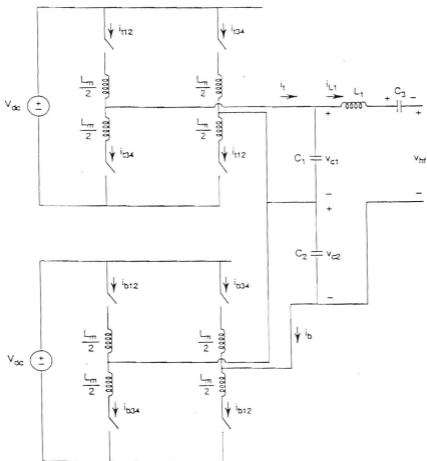 i_t12
i_t34
L_m/2
L_m/2
i_t
i_L1
L_1
C_3
V_dc
+
−
+
−
+
L_m/2
L_m/2
i_t34
i_t12
C_1
v_c1
v_hf
−
+
−
C_2
v_c2
i_b12
i_b34
−
i_b
L_m/2
L_m/2
V_dc
+
−
L_m/2
L_m/2
i_b34
i_b12